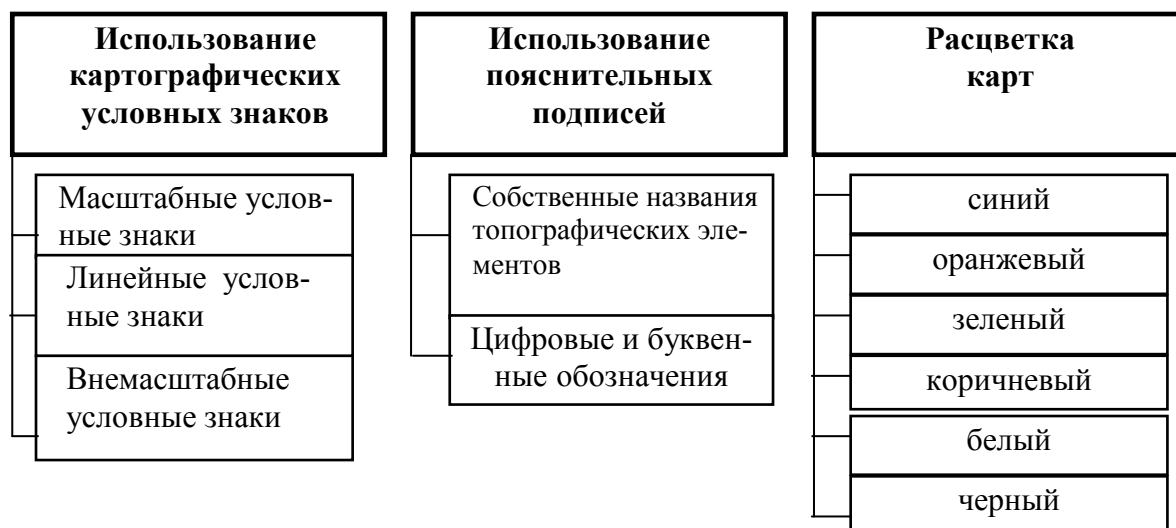 Использование
картографических
условных знаков
Масштабные услов-
ные знаки
Линейные услов-
ные знаки
Внемасштабные
условные знаки
Использование
пояснительных
подписей
Собственные названия
топографических эле-
ментов
Цифровые и буквен-
ные обозначения
Расцветка
карт
синий
оранжевый
зеленый
коричневый
белый
черный